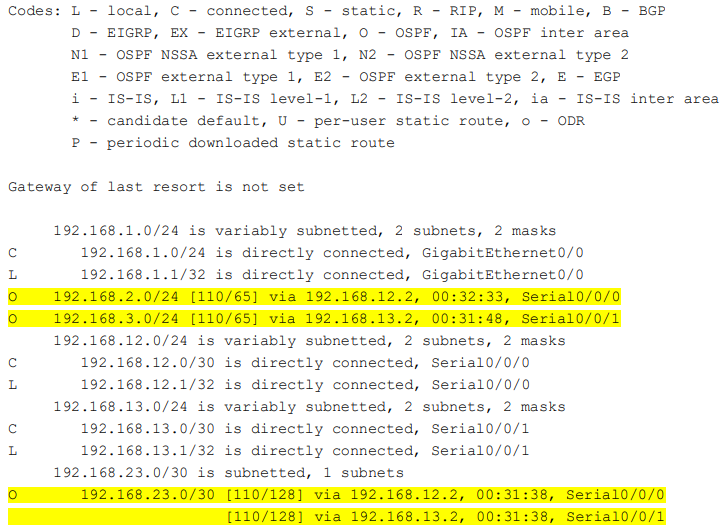 Codes: L - local, C - connected, S - static, R - RIP, M - mobile, B - BGP
       D - EIGRP, EX - EIGRP external, O - OSPF, IA - OSPF inter area
       N1 - OSPF NSSA external type 1, N2 - OSPF NSSA external type 2
       E1 - OSPF external type 1, E2 - OSPF external type 2, E - EGP
       i - IS-IS, L1 - IS-IS level-1, L2 - IS-IS level-2, ia - IS-IS inter area
       * - candidate default, U - per-user static route, o - ODR
       P - periodic downloaded static route
Gateway of last resort is not set
     192.168.1.0/24 is variably subnetted, 2 subnets, 2 masks
C       192.168.1.0/24 is directly connected, GigabitEthernet0/0
L       192.168.1.1/32 is directly connected, GigabitEthernet0/0
O    192.168.2.0/24 [110/65] via 192.168.12.2, 00:32:33, Serial0/0/0
O    192.168.3.0/24 [110/65] via 192.168.13.2, 00:31:48, Serial0/0/1
     192.168.12.0/24 is variably subnetted, 2 subnets, 2 masks
C       192.168.12.0/30 is directly connected, Serial0/0/0
L       192.168.12.1/32 is directly connected, Serial0/0/0
     192.168.13.0/24 is variably subnetted, 2 subnets, 2 masks
C       192.168.13.0/30 is directly connected, Serial0/0/1
L       192.168.13.1/32 is directly connected, Serial0/0/1
     192.168.23.0/30 is subnetted, 1 subnets
O       192.168.23.0/30 [110/128] via 192.168.12.2, 00:31:38, Serial0/0/0
                        [110/128] via 192.168.13.2, 00:31:38, Serial0/0/1